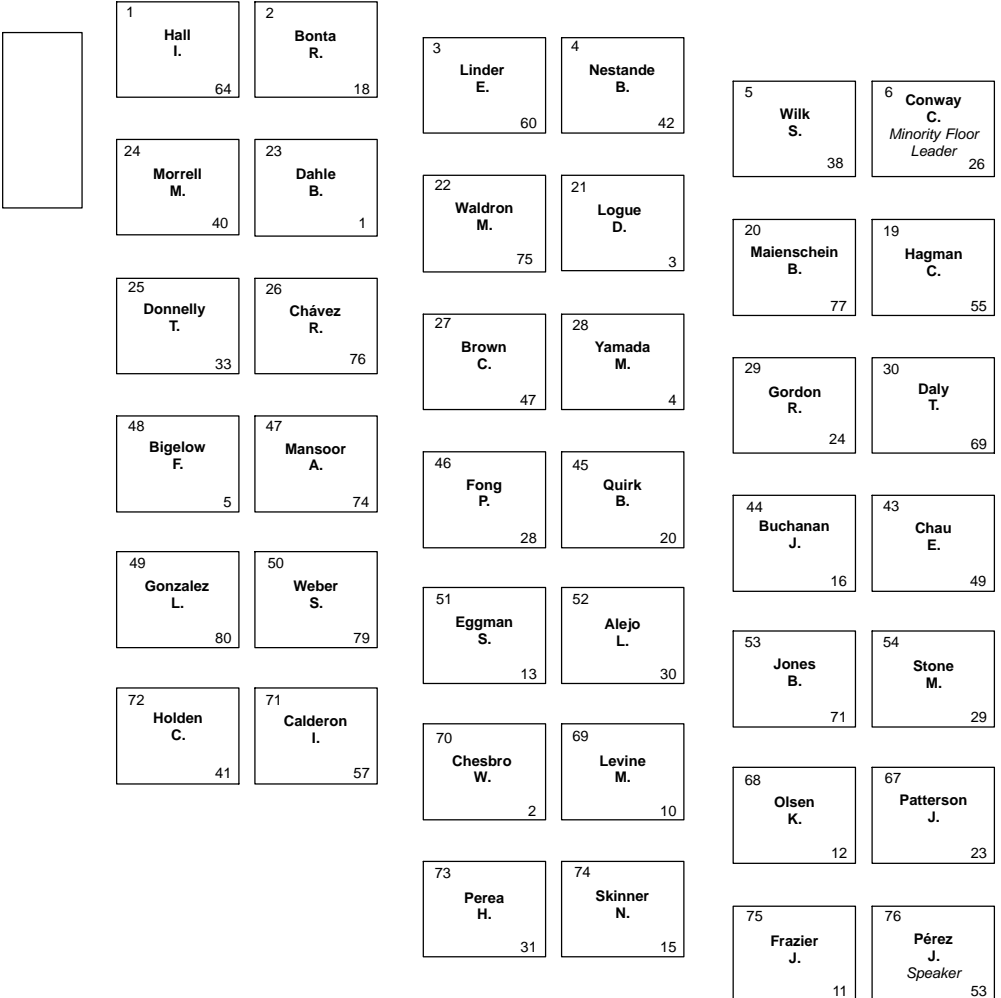 1
Hall
I.
64
2
Bonta
R.
18
3
Linder
E.
60
4
Nestande
B.
42
5
Wilk
S.
38
6
Conway
C.
Minority Floor
Leader
26
24
Morrell
M.
40
23
Dahle
B.
1
22
Waldron
M.
75
21
Logue
D.
3
20
Maienschein
B.
77
19
Hagman
C.
55
25
Donnelly
T.
33
26
Chávez
R.
76
27
Brown
C.
47
28
Yamada
M.
4
29
Gordon
R.
24
30
Daly
T.
69
48
Bigelow
F.
5
47
Mansoor
A.
74
46
Fong
P.
28
45
Quirk
B.
20
44
Buchanan
J.
16
43
Chau
E.
49
49
Gonzalez
L.
80
50
Weber
S.
79
51
Eggman
S.
13
52
Alejo
L.
30
53
Jones
B.
71
54
Stone
M.
29
72
Holden
C.
41
71
Calderon
I.
57
70
Chesbro
W.
2
69
Levine
M.
10
68
Olsen
K.
12
67
Patterson
J.
23
73
Perea
H.
31
74
Skinner
N.
15
75
Frazier
J.
11
76
Pérez
J.
Speaker
53